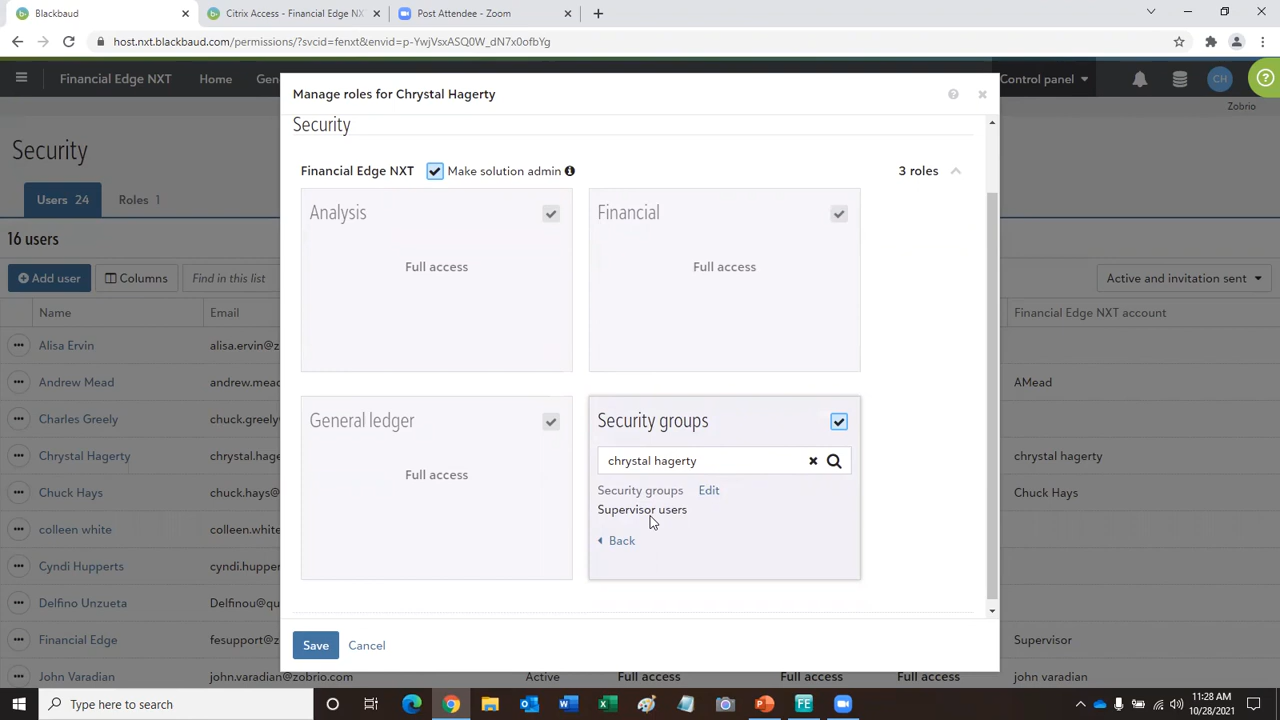 Blackbaud
Citrix Access - Financial Edge NX
Post Attendee - Zoom
host.nxt.blackbaud.com/permissions/?svcid=fenxt&envid=p-YwjVsxASQ0W_dN7x0ofbYg
Financial Edge NXT
Home
Gen
Control panel
CH
Zobrio
Security
Users 24
Roles 1
16 users
Add user
Columns
Find in this list
Active and invitation sent
Name
Email
Financial Edge NXT account
Alisa Ervin
alisa.ervin@z
Andrew Mead
andrew.mead
AMead
Charles Greely
chuck.greely
Chrystal Hagerty
chrystal.hage
chrystal hagerty
Chuck Hays
chuck.hays@
Chuck Hays
colleen white
colleen.white
Cyndi Hupperts
cyndi.hupper
Delfino Unzueta
Delfinou@qu
Financial Edge
fesupport@z
Supervisor
John Varadian
john.varadian@zobrio.com
Active
Full access
Full access
Full access
john varadian
Manage roles for Chrystal Hagerty
Security
Financial Edge NXT
Make solution admin
3 roles
Analysis
Full access
Financial
Full access
General ledger
Full access
Security groups
chrystal hagerty
Security groups Edit
Supervisor users
Back
Save
Cancel
Type here to search
FE
11:28 AM
10/28/2021